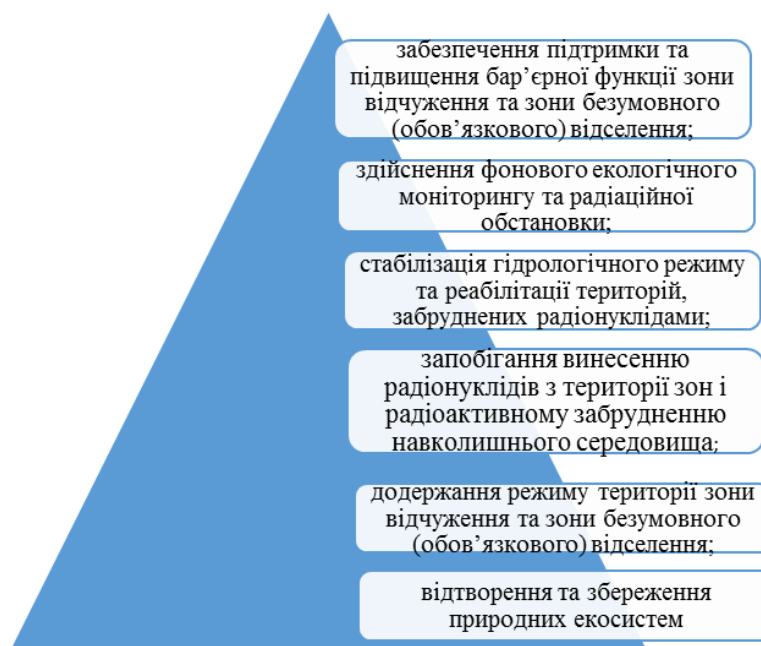 забезпечення підтримки та
підвищення бар’єрної функції зони
відчуження та зони безумовного
(обов’язкового) відселення;
здійснення фонового екологічного
моніторингу та радіаційної
обстановки;
стабілізація гідрологічного режиму
та реабілітації територій,
забруднених радіонуклідами;
запобігання винесенню
радіонуклідів з території зон і
радіоактивному забрудненню
навколишнього середовища;
додержання режиму території зони
відчуження та зони безумовного
(обов’язкового) відселення;
відтворення та збереження
природних екосистем